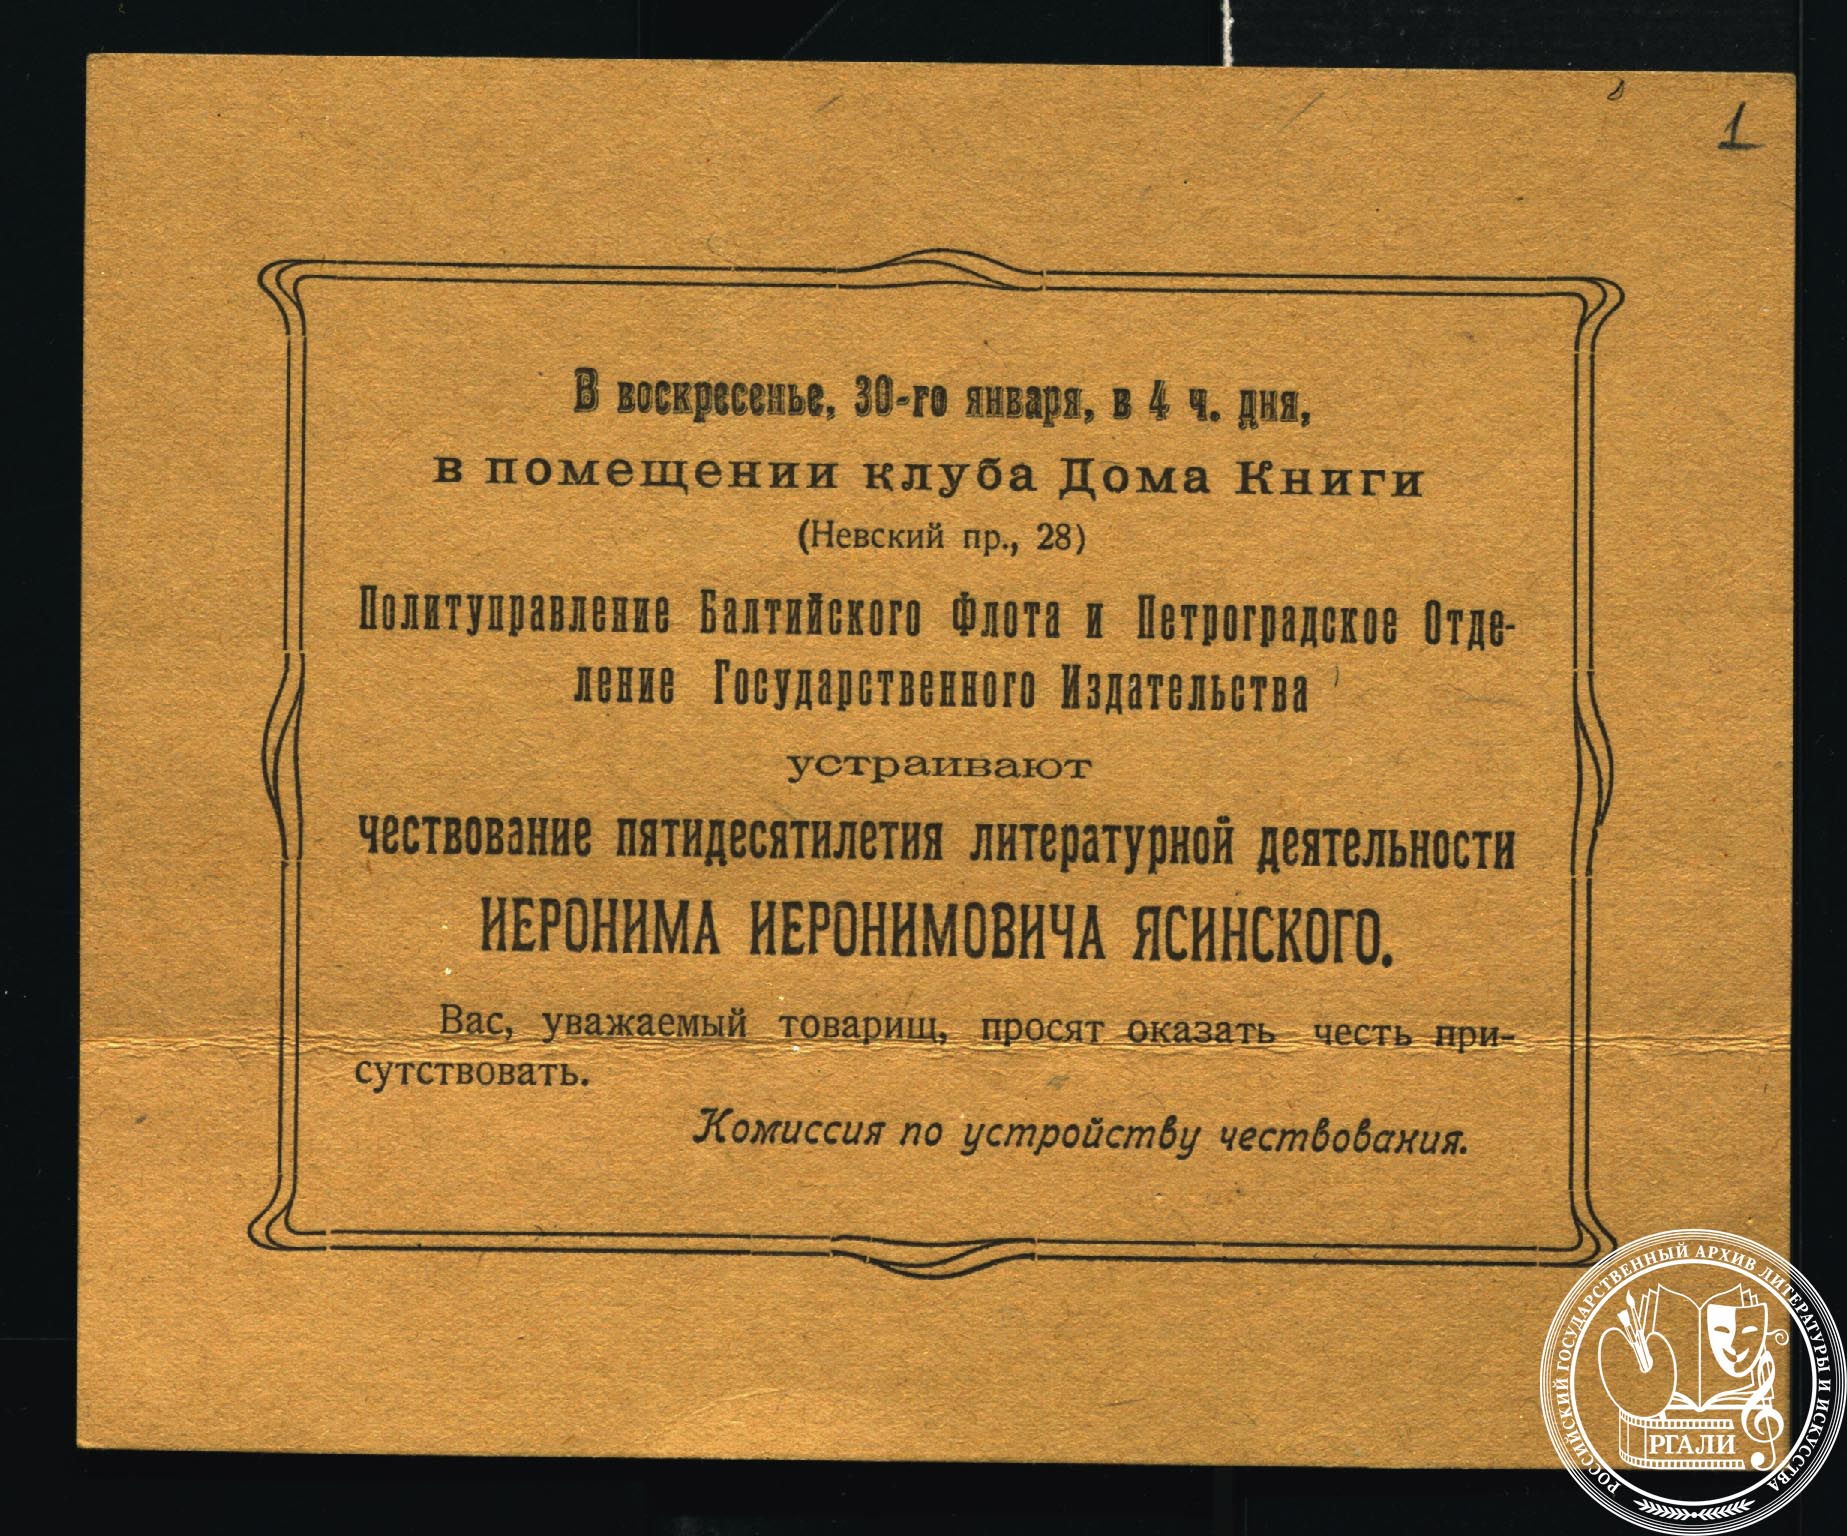 1
В воскресенье, 30-го января, в 4 ч. дня,
в помещении клуба Дома Книги
(Невский пр., 28)
Политуправление Балтийского Флота и Петроградское Отде-
ление Государственного Издательства
устраивают
чествование пятидесятилетия литературной деятельности
ИЕРОНИМА ИЕРОНИМОВИЧА ЯСИНСКОГО.
Вас, уважаемый товарищ, просят оказать честь при-
сутствовать.
Комиссия по устройству чествования.
РОССИЙСКИЙ ГОСУДАРСТВЕННЫЙ АРХИВ ЛИТЕРАТУРЫ И ИСКУССТВА
РГАЛИ